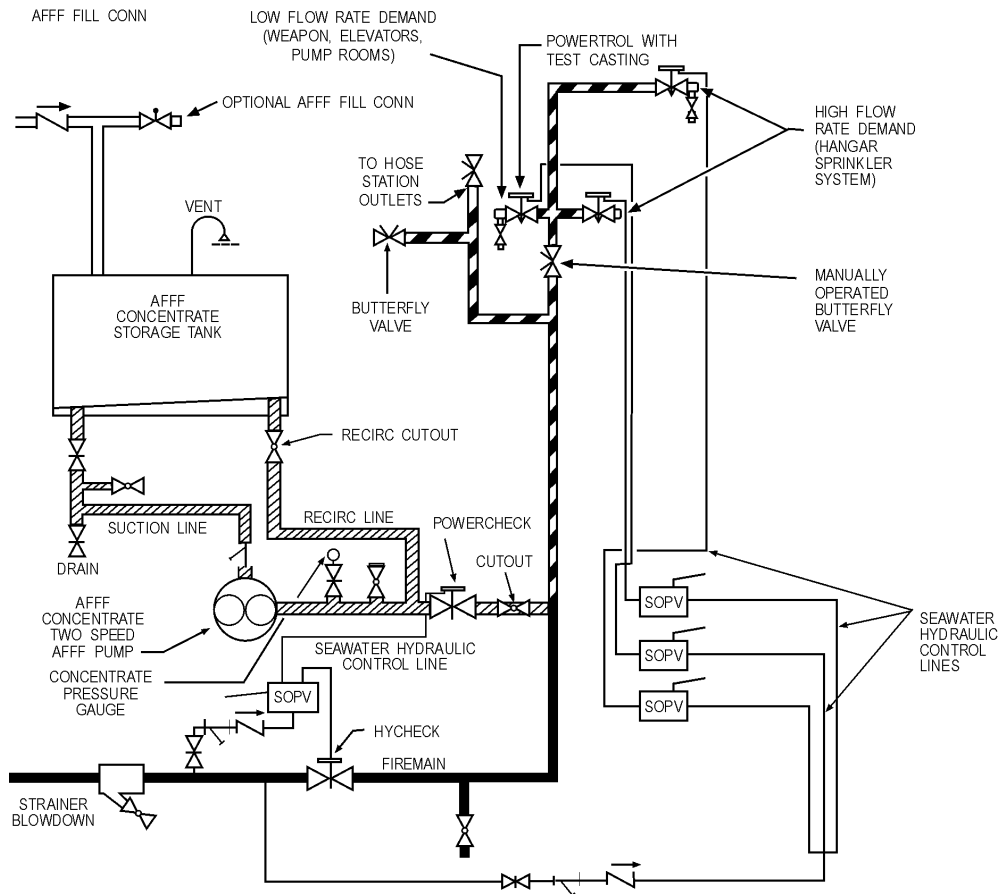 AFFF FILL CONN
LOW FLOW RATE DEMAND
(WEAPON, ELEVATORS,
PUMP ROOMS)
POWERTROL WITH
TEST CASTING
OPTIONAL AFFF FILL CONN
HIGH FLOW
RATE DEMAND
(HANGAR
SPRINKLER
SYSTEM)
TO HOSE
STATION
OUTLETS
VENT
MANUALLY
OPERATED
BUTTERFLY
VALVE
BUTTERFLY
VALVE
AFFF
CONCENTRATE
STORAGE TANK
RECIRC CUTOUT
SUCTION LINE
RECIRC LINE
POWERCHECK
CUTOUT
DRAIN
AFFF
CONCENTRATE
TWO SPEED
AFFF PUMP
SEAWATER HYDRAULIC
CONTROL LINE
CONCENTRATE
PRESSURE
GAUGE
SOPV
SOPV
SOPV
SOPV
SEAWATER
HYDRAULIC
CONTROL
LINES
HYCHECK
FIREMAIN
STRAINER
BLOWDOWN